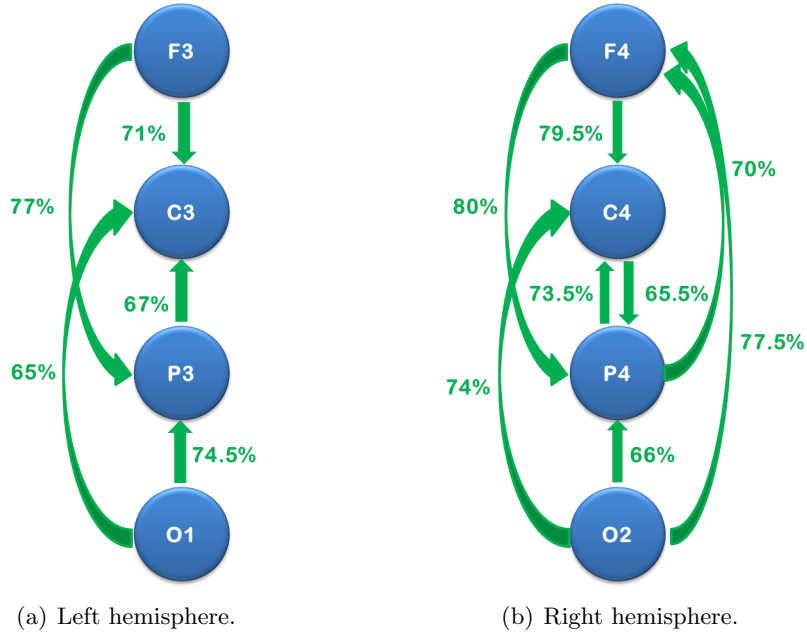 F3
71%
77%
C3
67%
65%
P3
74.5%
O1
(a) Left hemisphere.
F4
79.5%
70%
80%
C4
73.5%
65.5%
77.5%
74%
P4
66%
O2
(b) Right hemisphere.